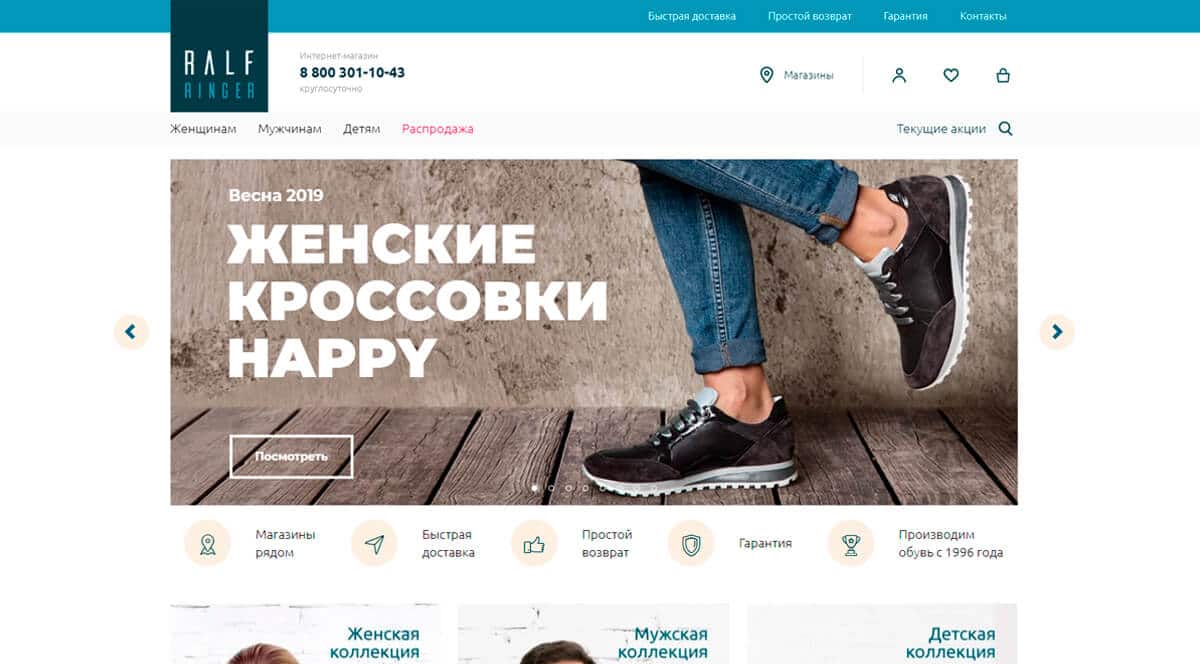 Быстрая доставка
Простой возврат
Гарантия
Контакты
RALF
RINGER
Интернет-магазин
8 800 301-10-43
круглосуточно
Магазины
Женщинам
Мужчинам
Детям
Распродажа
Текущие акции
Весна 2019
ЖЕНСКИЕ
КРОССОВКИ
HAPPY
Посмотреть
Магазины
рядом
Быстрая
доставка
Простой
возврат
Гарантия
Производим
обувь с 1996 года
Женская
коллекция
Мужская
коллекция
Детская
коллекция